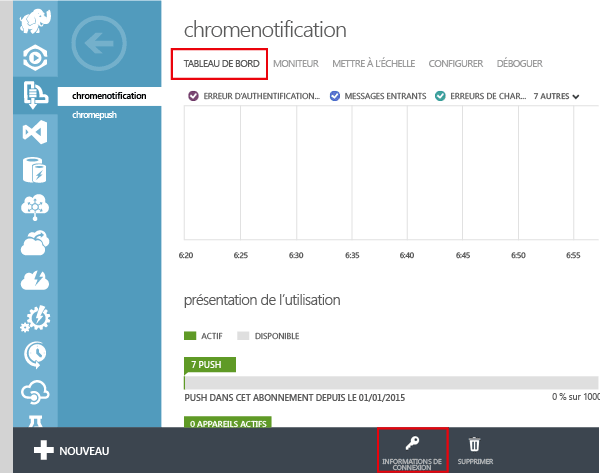 chromenotification
TABLEAU DE BORD MONITEUR METTRE À L'ÉCHELLE CONFIGURER DÉBOGUER
chromenotification
chromepush
ERREUR D'AUTHENTIFICATION... MESSAGES ENTRANTS ERREURS DE CHAR... 7 AUTRES
6:20 6:25 6:30 6:35 6:40 6:45 6:50 6:55
présentation de l'utilisation
ACTIF DISPONIBLE
7 PUSH
PUSH DANS CET ABONNEMENT DEPUIS LE 01/01/2015 0 % sur 1000
0 APPAREILS ACTIFS
NOUVEAU
INFORMATIONS DE
CONNEXION
SUPPRIMER